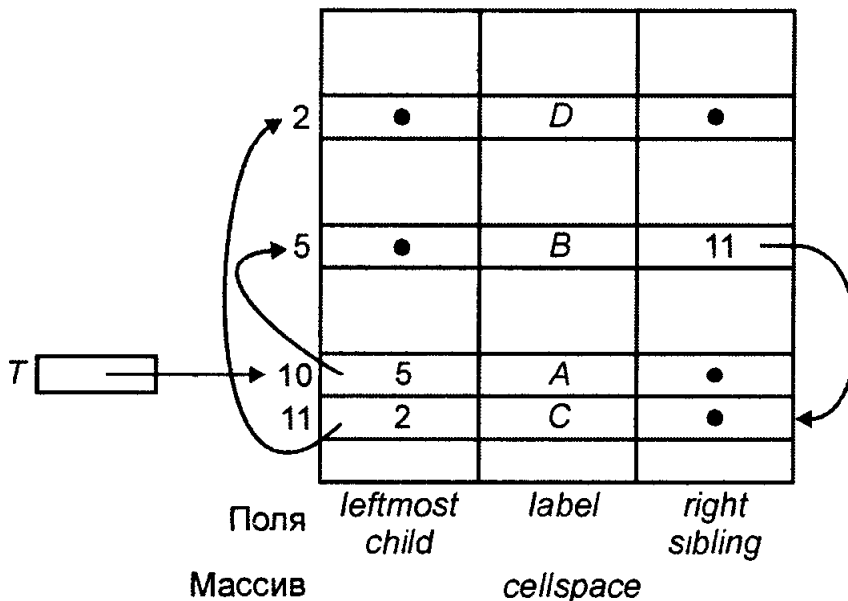 2 • D •
5 • B 11
T 10 5 A •
11 2 C •
Поля leftmost child label right sibling
Массив cellspace